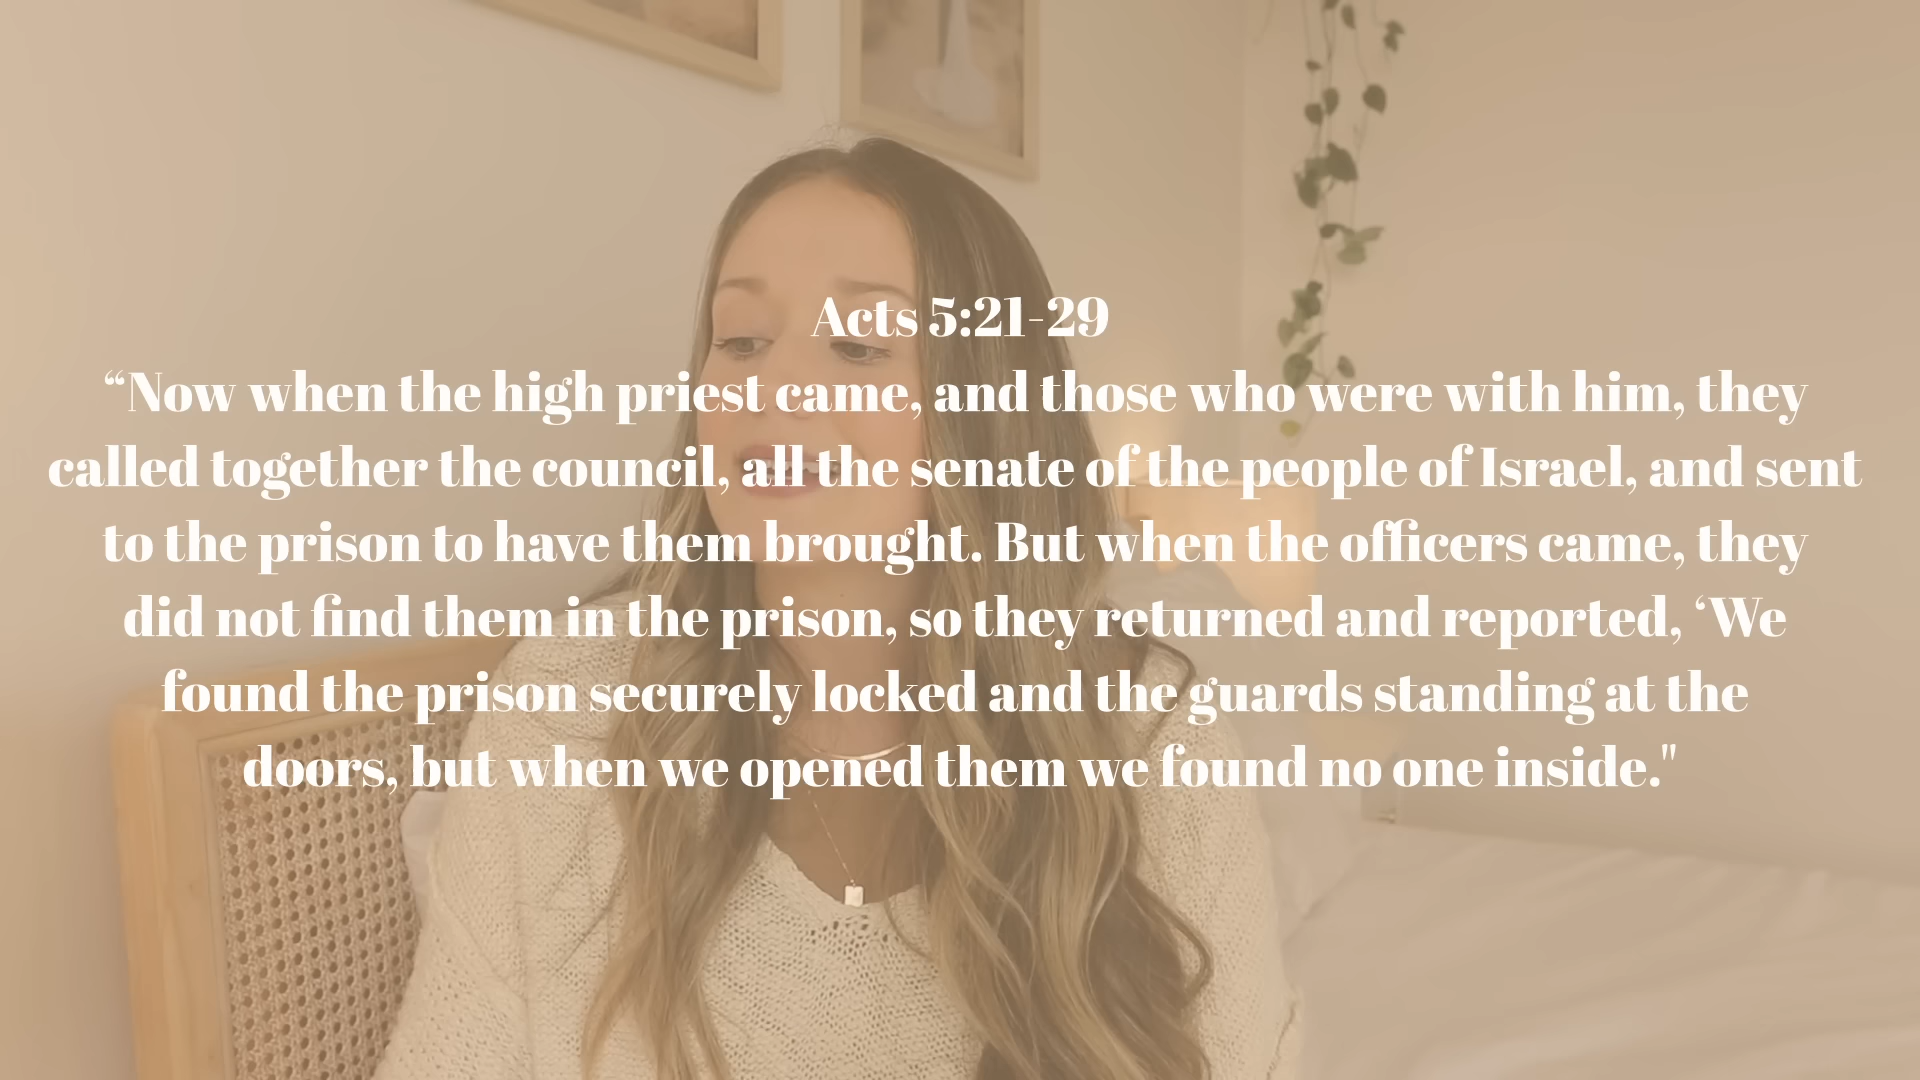 Acts 5:21-29
“Now when the high priest came, and those who were with him, they
called together the council, all the senate of the people of Israel, and sent
to the prison to have them brought. But when the officers came, they
did not find them in the prison, so they returned and reported, ‘We
found the prison securely locked and the guards standing at the
doors, but when we opened them we found no one inside."